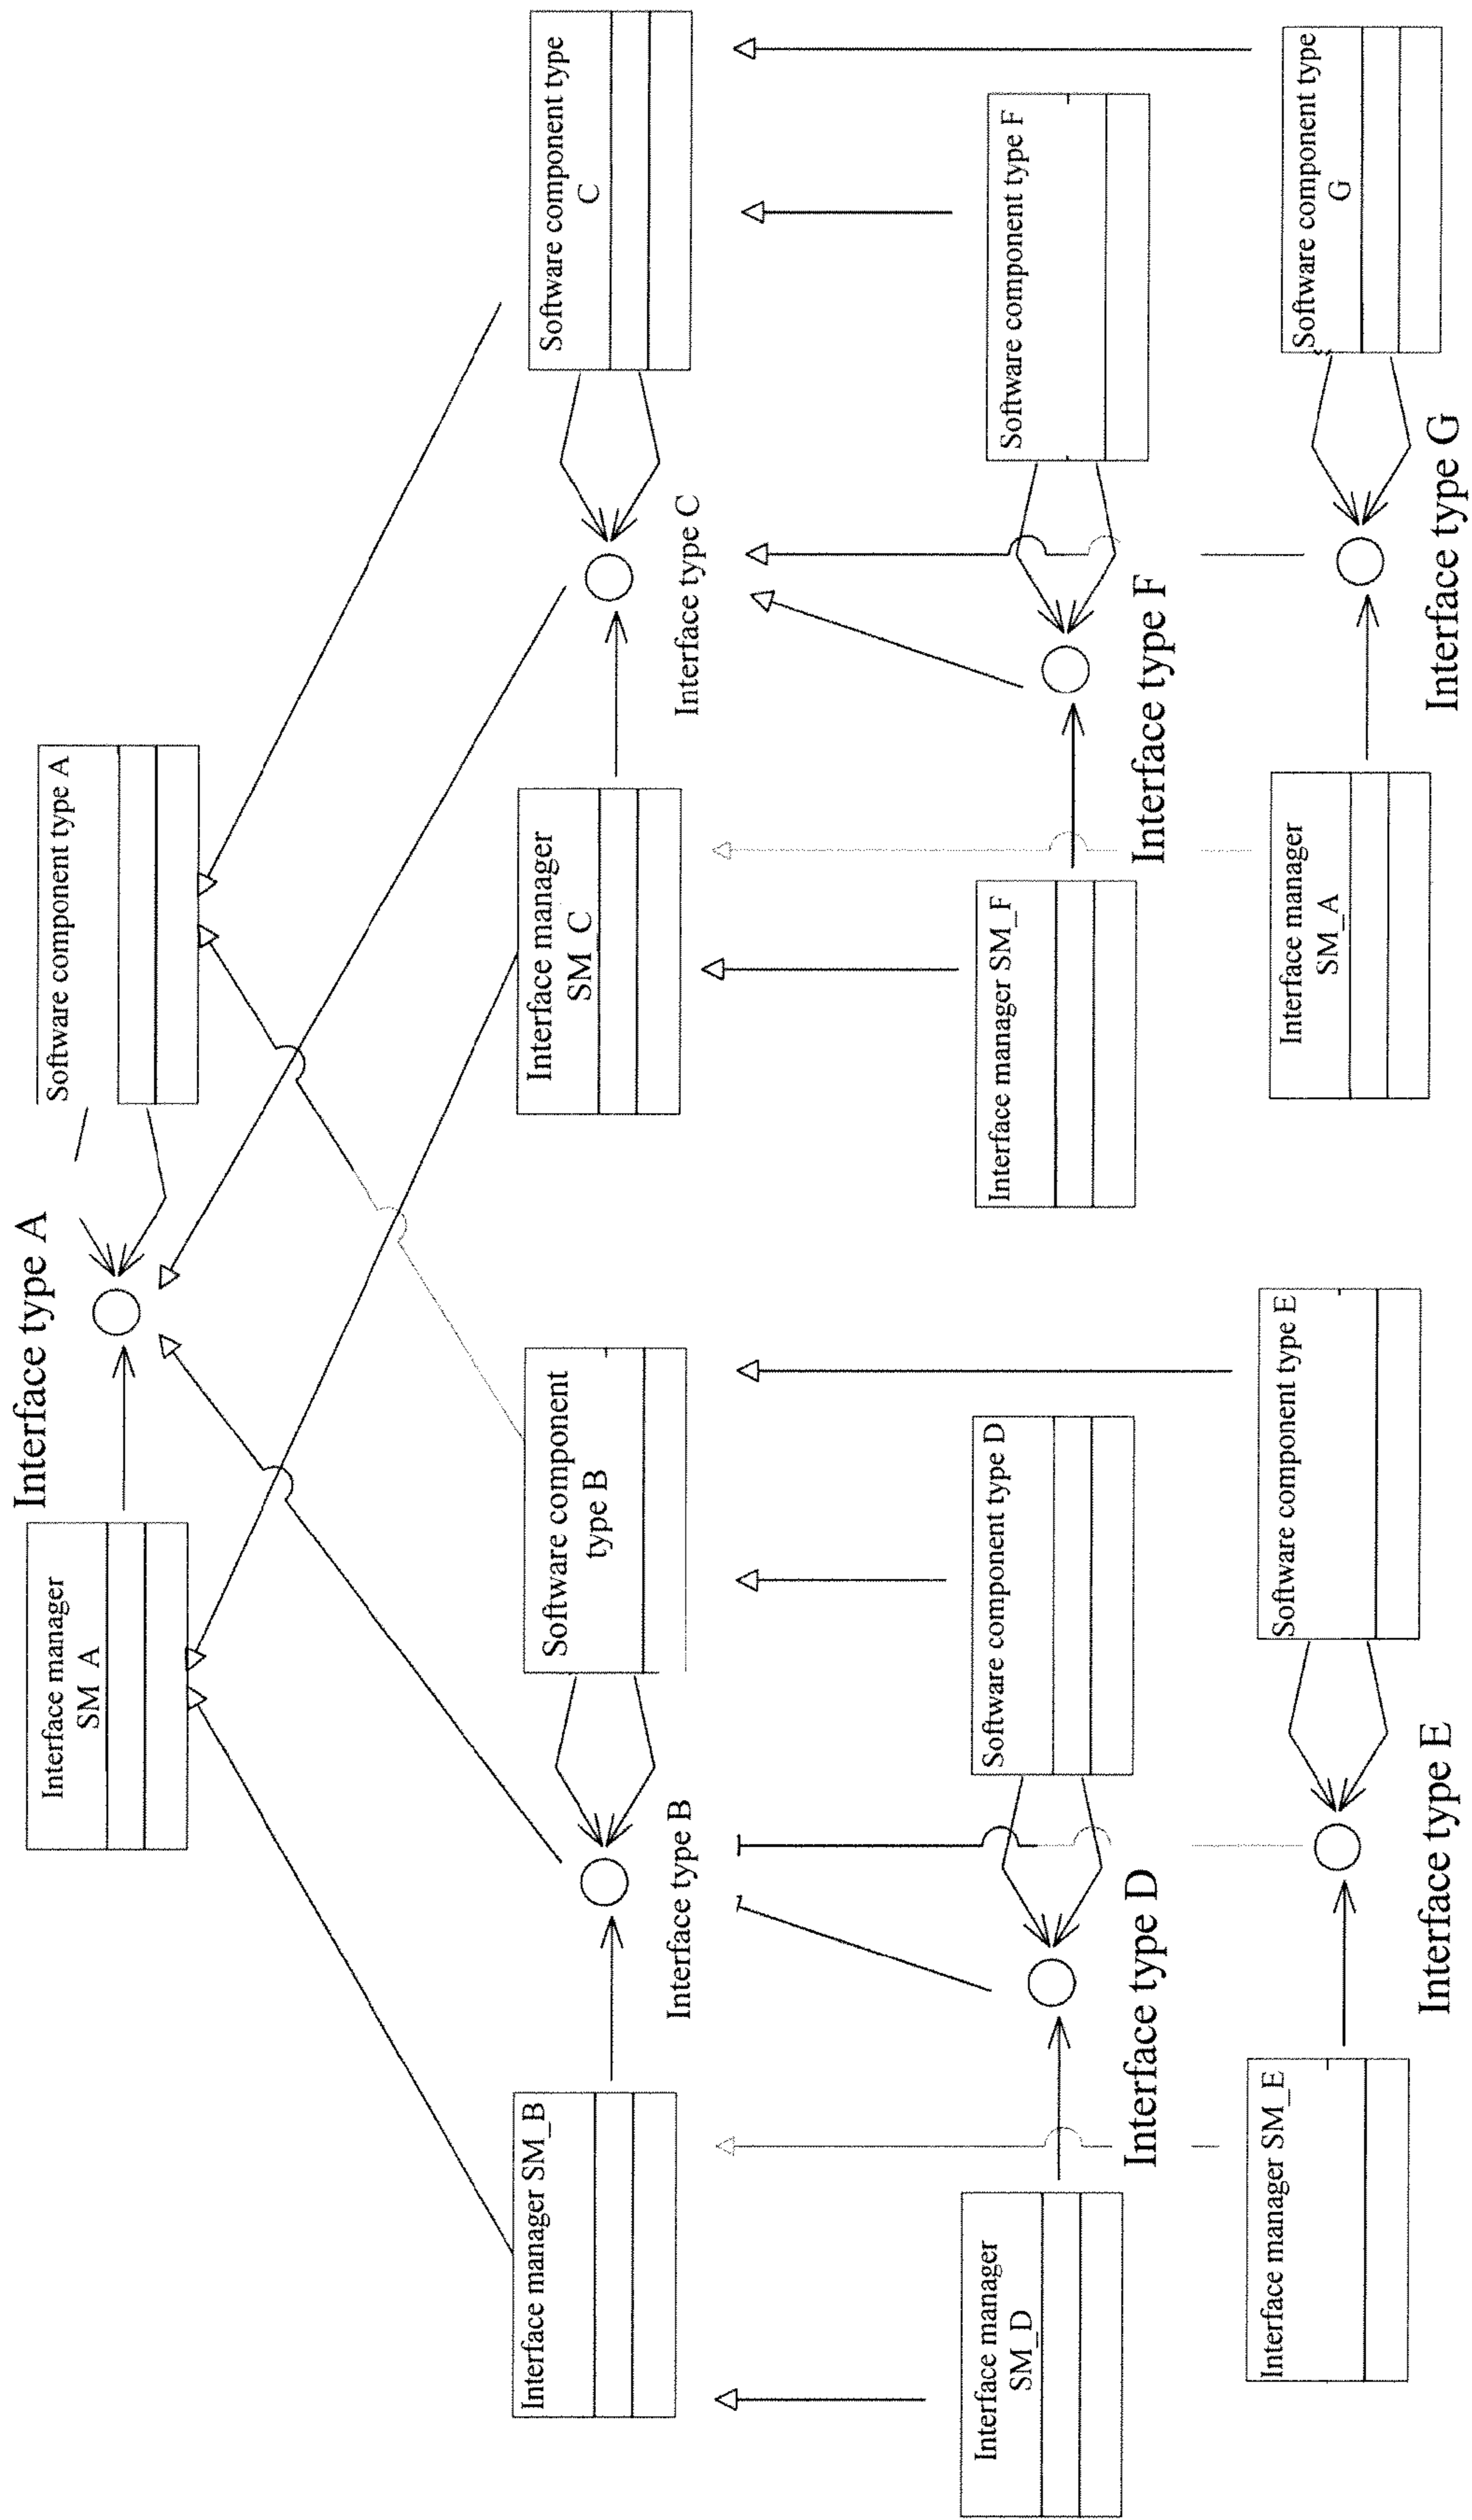 Interface manager
SM_A
Interface type A
Software component type A
Interface manager SM_B
Interface type B
Software component
type B
Interface manager
SM_C
Interface type C
Software component type
C
Interface manager
SM_D
Interface type D
Software component type D
Interface manager SM_F
Interface type F
Software component type F
Interface manager SM_E
Interface type E
Software component type E
Interface manager
SM_A
Interface type G
Software component type
G